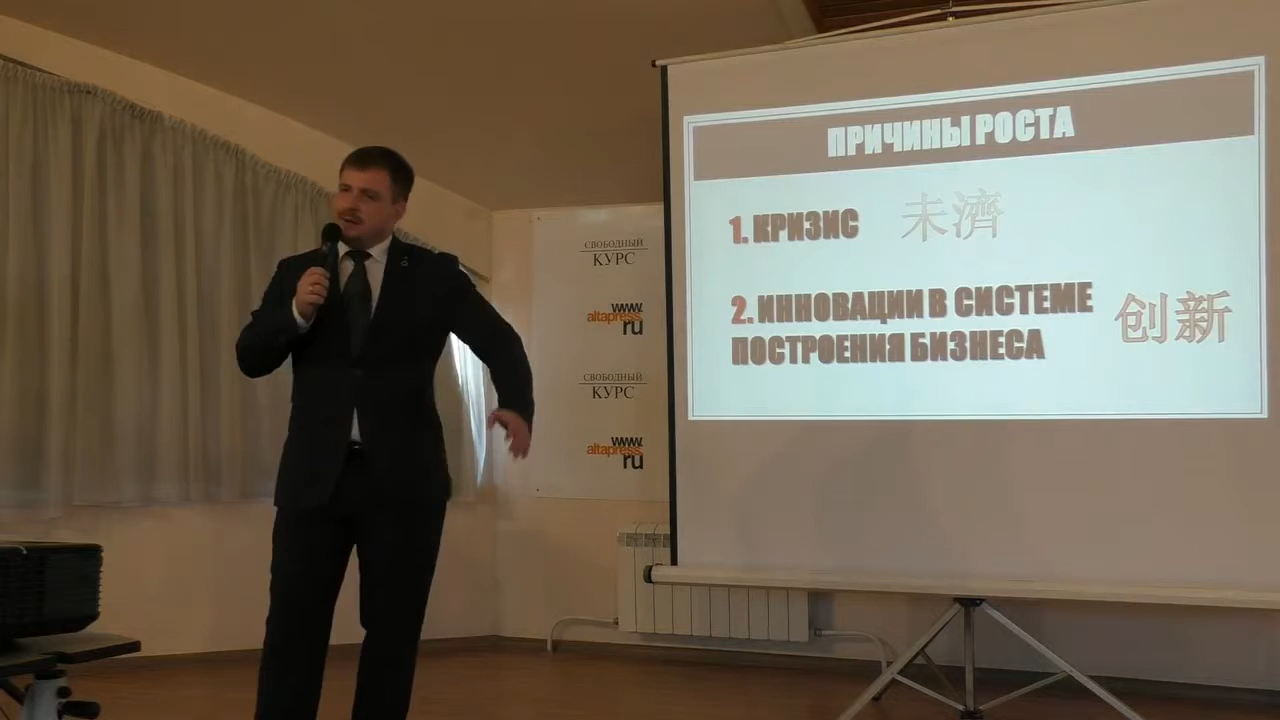 ПРИЧИНЫ РОСТА
1. КРИЗИС 未濟
2. ИННОВАЦИИ В СИСТЕМЕ
ПОСТРОЕНИЯ БИЗНЕСА 创新
СВОБОДНЫЙ
КУРС
www.
altapress.
ru
СВОБОДНЫЙ
КУРС
www.
altapress.
ru